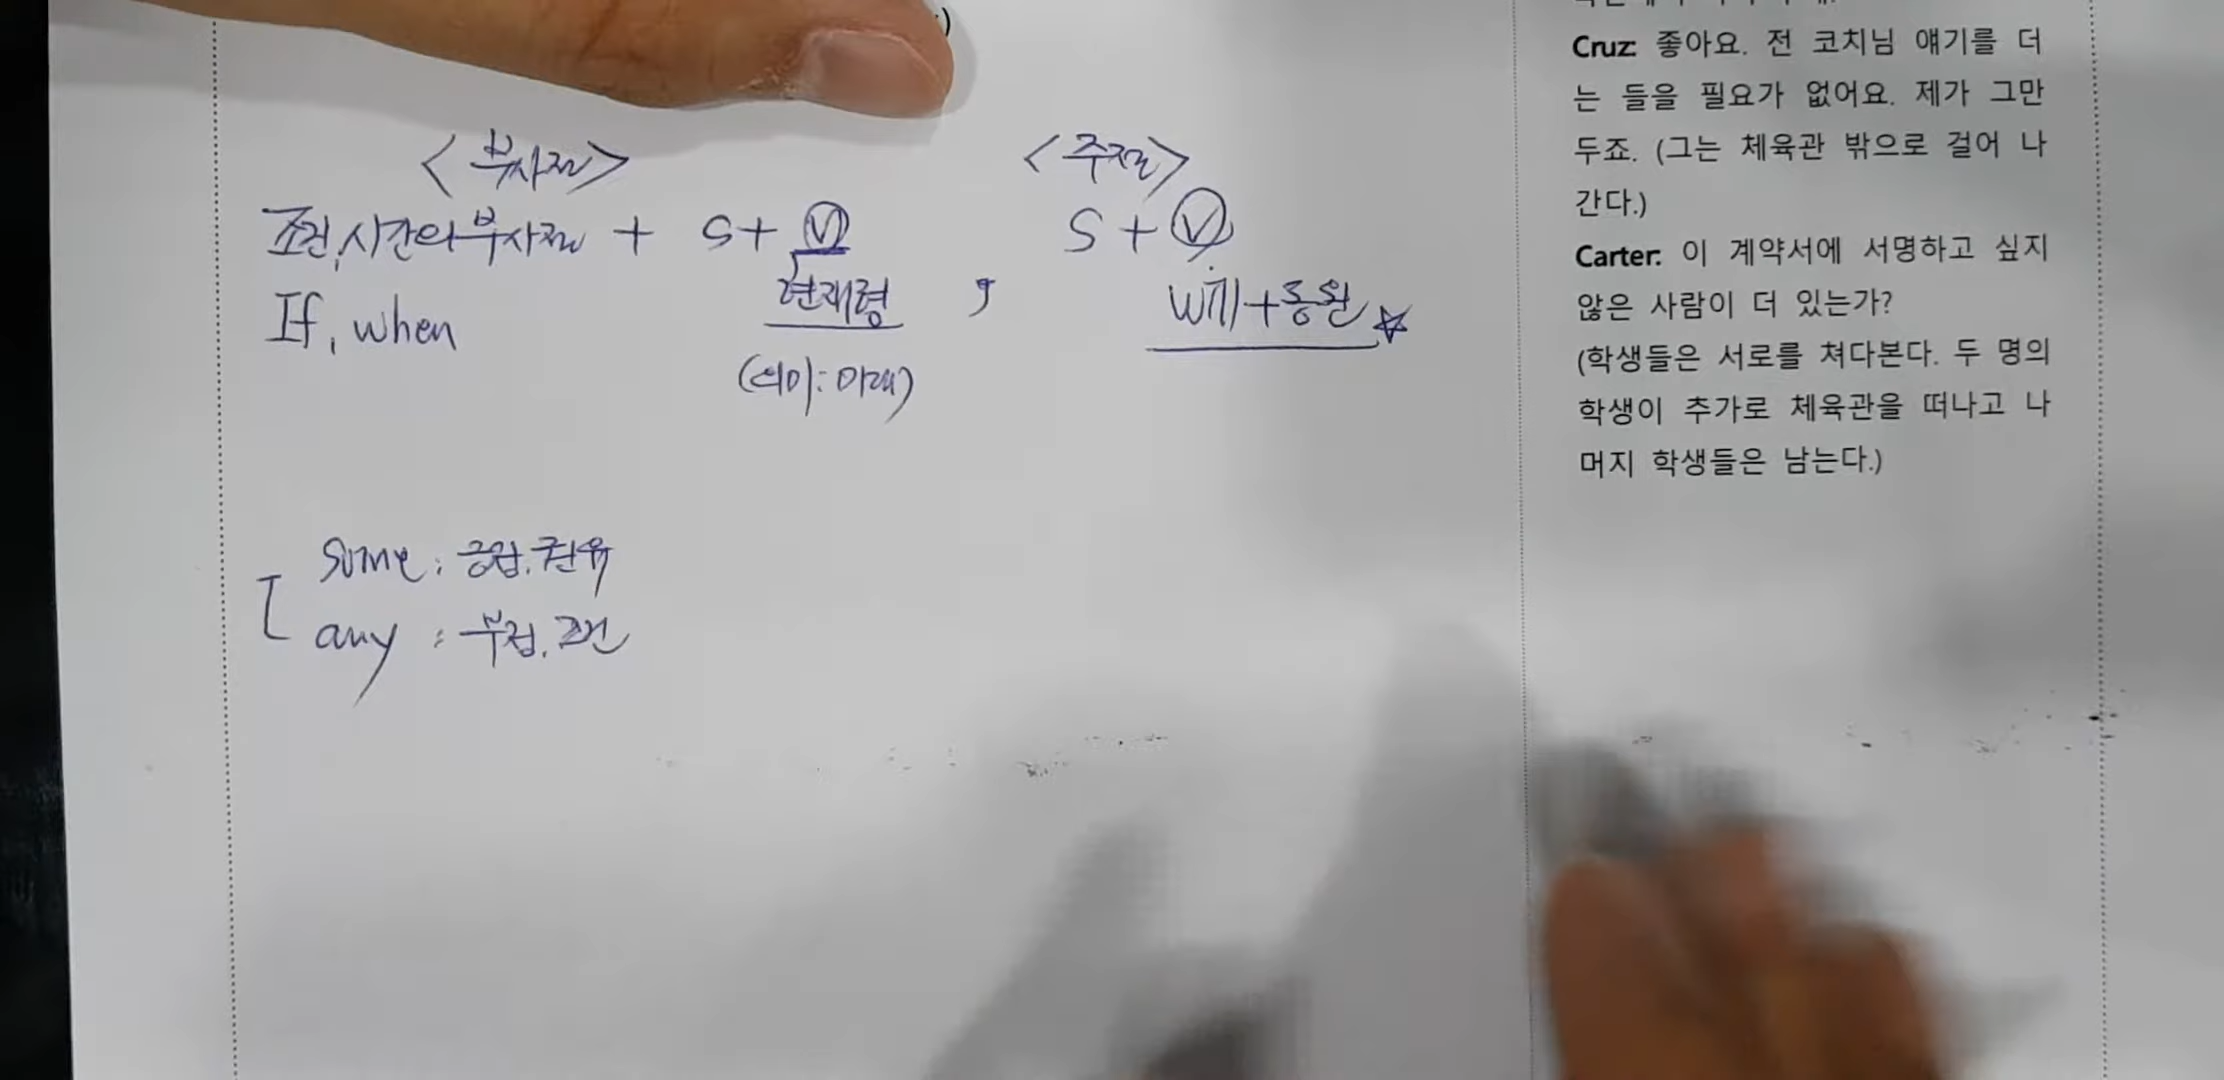 <부사절>
<주절>
조건, 시간의 부사절 + S + V
S + V
If, when
현재형
,
will + 동원 ☆
(의미: 미래)
some : 긍정, 권유
any : 부정, 조건
Cruz: 좋아요. 전 코치님 얘기를 더
는 들을 필요가 없어요. 제가 그만
두죠. (그는 체육관 밖으로 걸어 나
간다.)
Carter: 이 계약서에 서명하고 싶지
않은 사람이 더 있는가?
(학생들은 서로를 쳐다본다. 두 명의
학생이 추가로 체육관을 떠나고 나
머지 학생들은 남는다.)